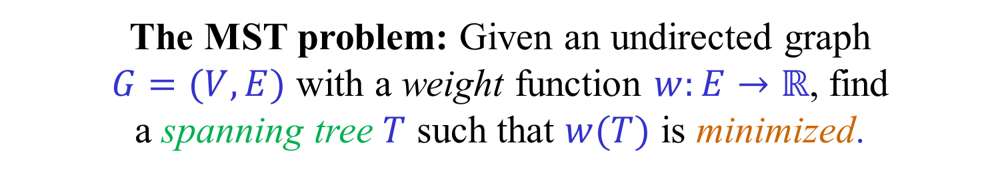 The MST problem: Given an undirected graph
G = (V, E) with a weight function w: E → ℝ, find
a spanning tree T such that w(T) is minimized.